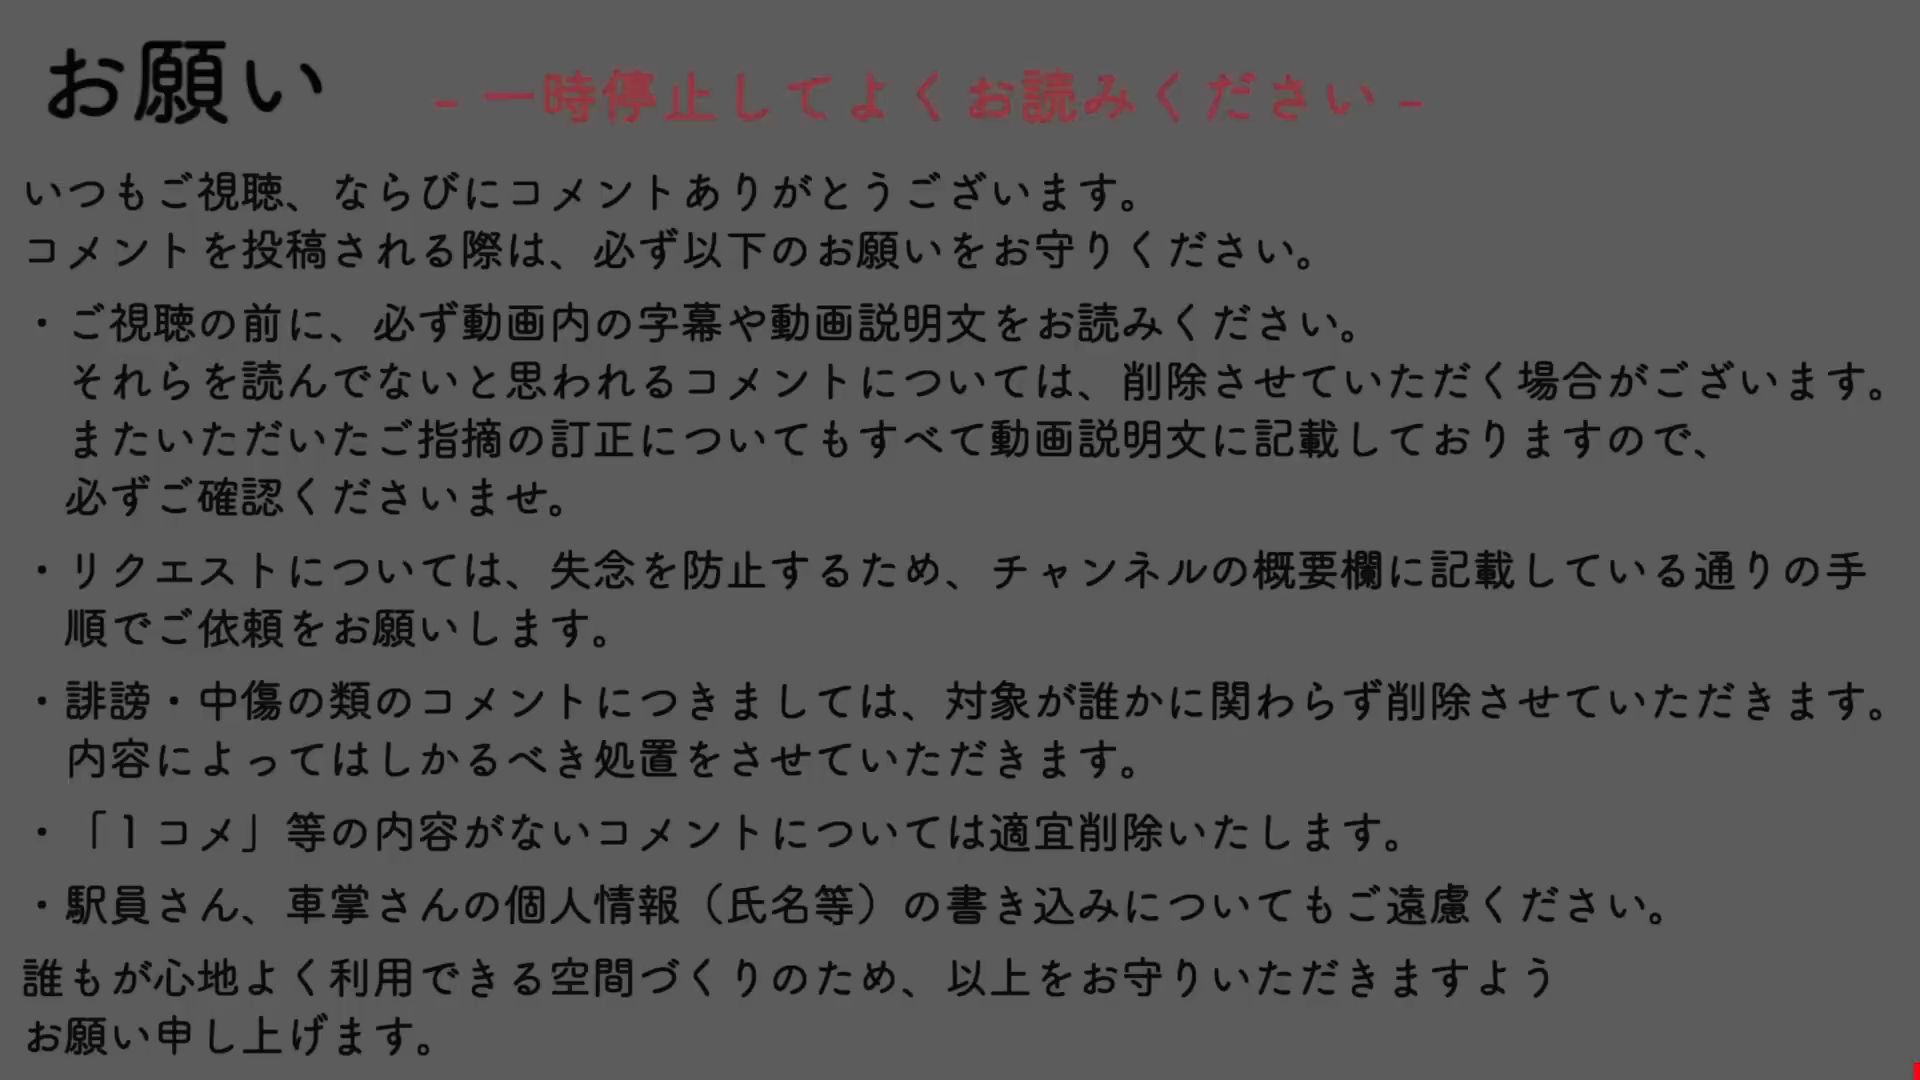 お願い
– 一時停止してよくお読みください –
いつもご視聴、ならびにコメントありがとうございます。
コメントを投稿される際は、必ず以下のお願いをお守りください。
・ご視聴の前に、必ず動画内の字幕や動画説明文をお読みください。
それらを読んでないと思われるコメントについては、削除させていただく場合がございます。
またいただいたご指摘の訂正についてもすべて動画説明文に記載しておりますので、
必ずご確認くださいませ。
・リクエストについては、失念を防止するため、チャンネルの概要欄に記載している通りの手
順でご依頼をお願いします。
・誹謗・中傷の類のコメントにつきましては、対象が誰かに関わらず削除させていただきます。
内容によってはしかるべき処置をさせていただきます。
・「１コメ」等の内容がないコメントについては適宜削除いたします。
・駅員さん、車掌さんの個人情報（氏名等）の書き込みについてもご遠慮ください。
誰もが心地よく利用できる空間づくりのため、以上をお守りいただきますよう
お願い申し上げます。